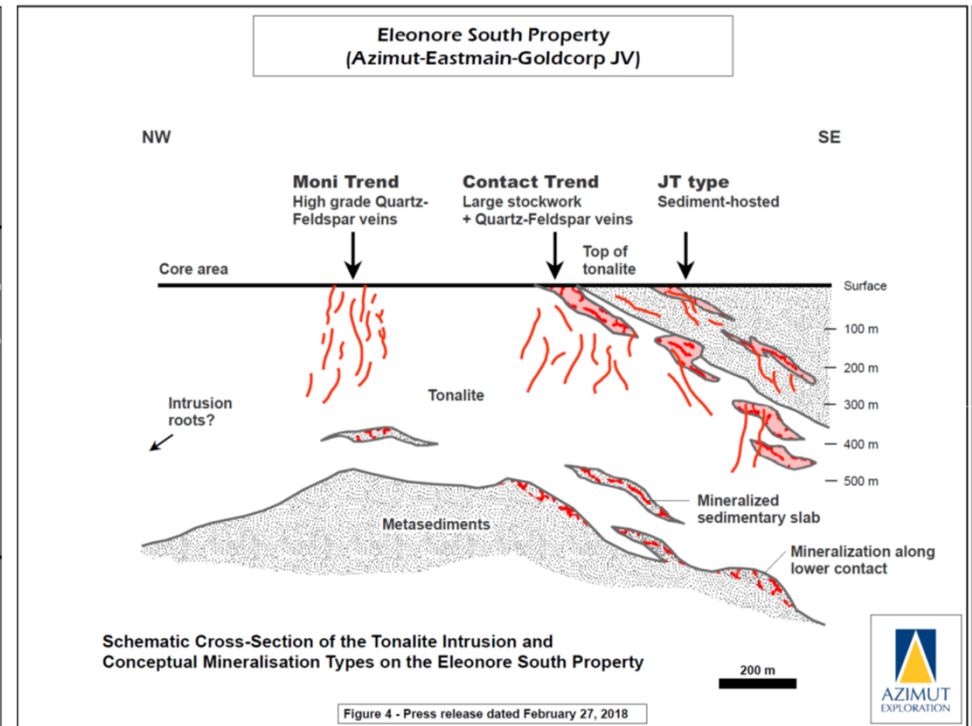 Eleonore South Property
(Azimut-Eastmain-Goldcorp JV)
NW
SE
Moni Trend
High grade Quartz-
Feldspar veins
Contact Trend
Large stockwork
+ Quartz-Feldspar veins
JT type
Sediment-hosted
Top of
tonalite
Core area
Surface
100 m
200 m
300 m
400 m
500 m
Tonalite
Intrusion
roots?
Metasediments
Mineralized
sedimentary slab
Mineralization along
lower contact
Schematic Cross-Section of the Tonalite Intrusion and
Conceptual Mineralisation Types on the Eleonore South Property
200 m
AZIMUT
EXPLORATION
Figure 4 - Press release dated February 27, 2018